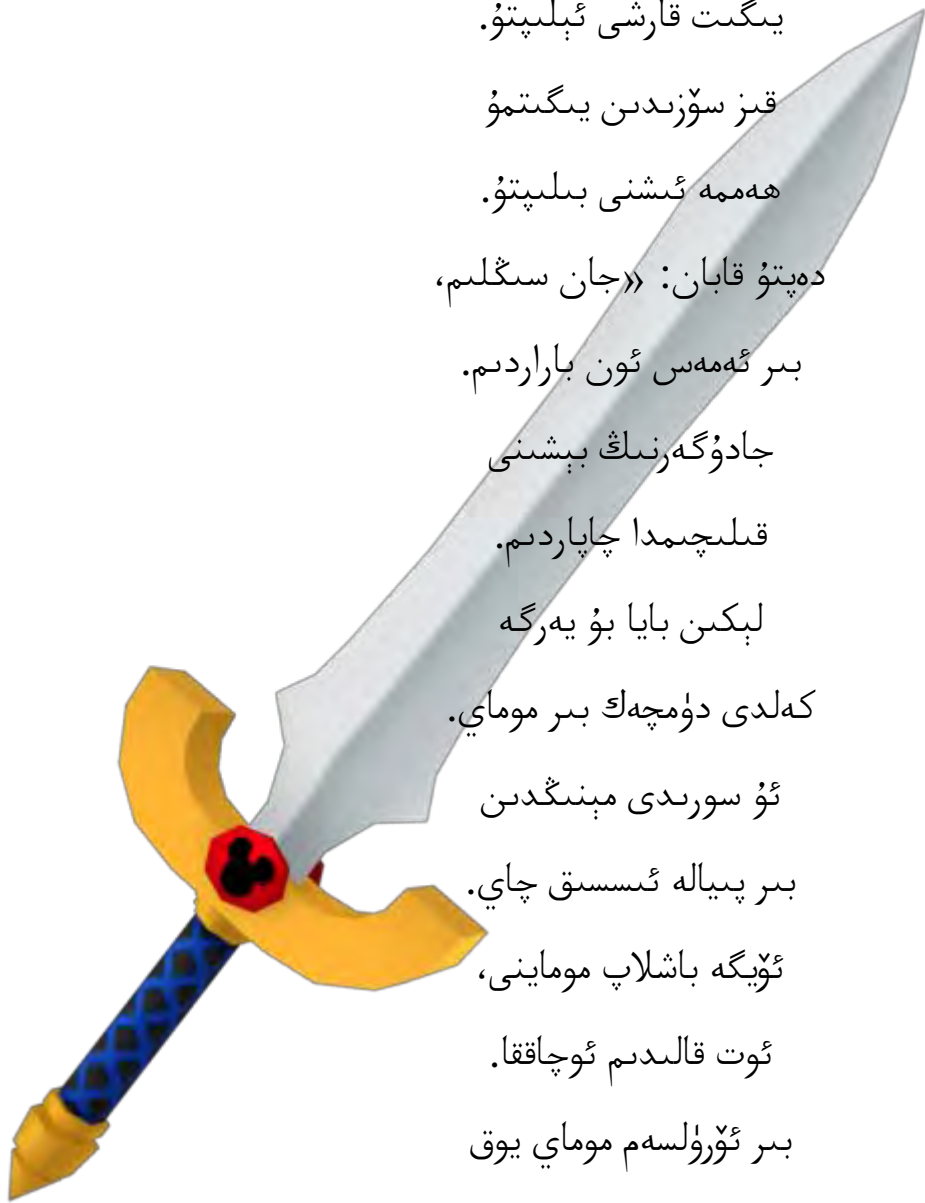 يىگىت قارشى ئېلىپتۇ.
قىز سۆزىدىن يىگىتمۇ
ھەممە ئىشنى بىلىپتۇ.
دەپتۇ قابان: «جان سىڭلىم،
بىر ئەمەس ئون باراردىم.
جادۇگەرنىڭ بېشىنى
قىلىچىمدا چاپاردىم.
لېكىن بايا بۇ يەرگە
كەلدى دۈمچەك بىر موماي.
ئۇ سورىدى مېنىڭدىن
بىر پىيالە ئىسسىق چاي.
ئۆيگە باشلاپ موماينى،
ئوت قالىدىم ئوچاققا.
بىر ئۆرۈلسەم موماي يوق